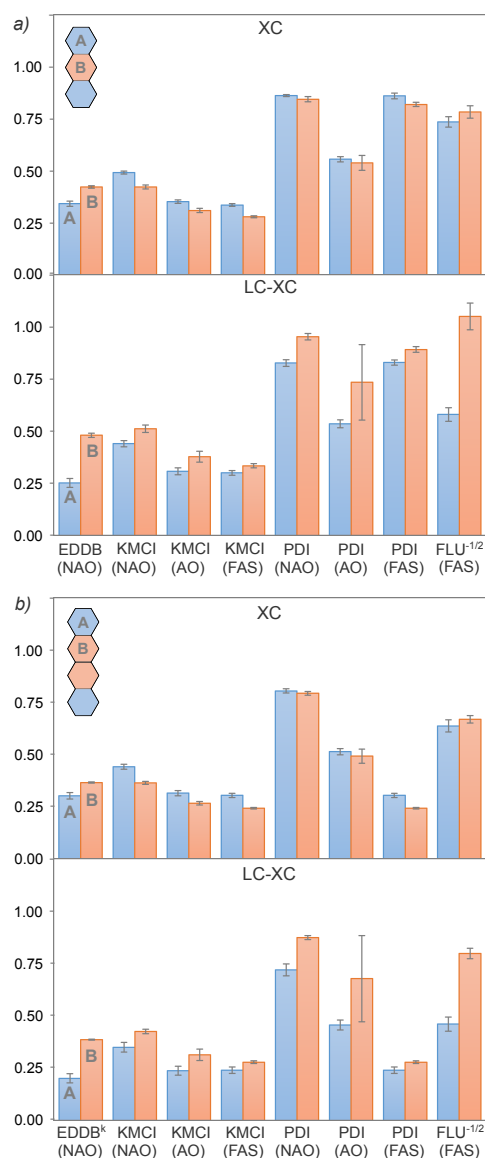 a)
XC
A
B
1.00
0.75
0.50
0.25
0.00
A
B
LC-XC
1.00
0.75
0.50
0.25
0.00
A
B
EDDB (NAO)
KMCI (NAO)
KMCI (AO)
KMCI (FAS)
PDI (NAO)
PDI (AO)
PDI (FAS)
FLU⁻¹/² (FAS)
b)
XC
A
B
1.00
0.75
0.50
0.25
0.00
A
B
LC-XC
1.00
0.75
0.50
0.25
0.00
A
B
EDDBᵏ (NAO)
KMCI (NAO)
KMCI (AO)
KMCI (FAS)
PDI (NAO)
PDI (AO)
PDI (FAS)
FLU⁻¹/² (FAS)